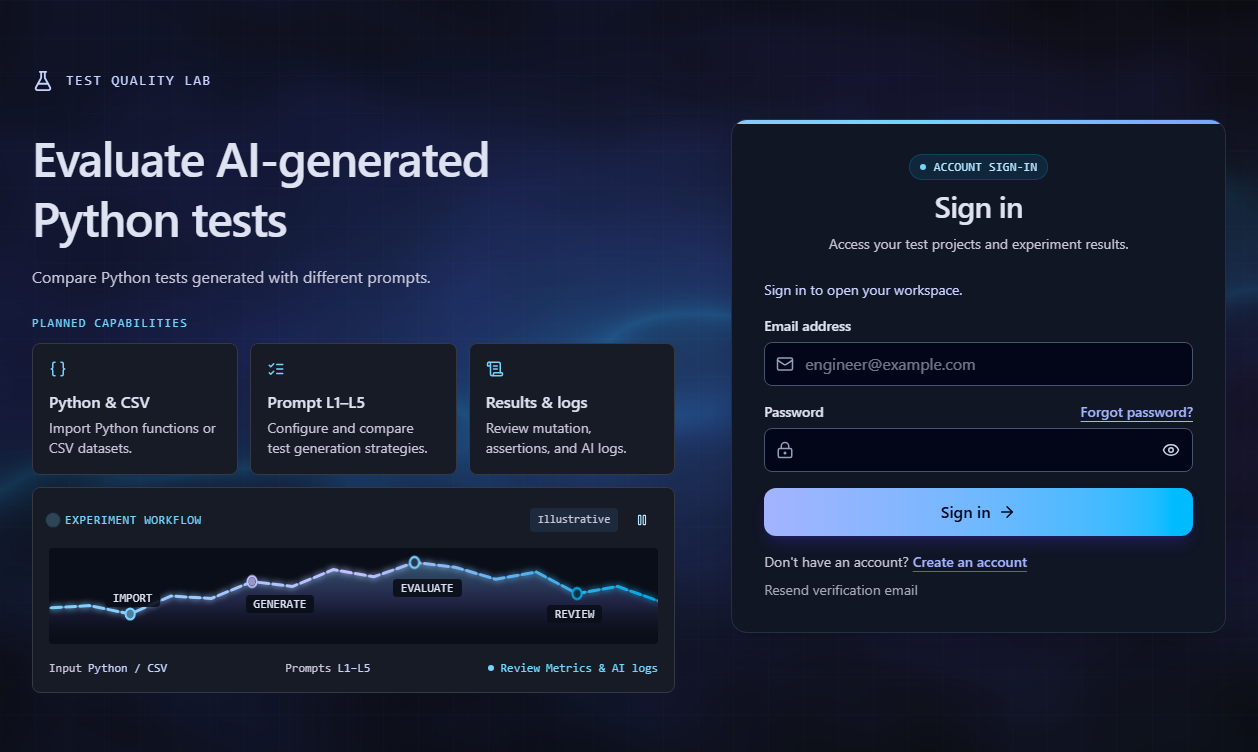 TEST QUALITY LAB
Evaluate AI-generated
Python tests
Compare Python tests generated with different prompts.
PLANNED CAPABILITIES
Python & CSV
Import Python functions or
CSV datasets.
Prompt L1–L5
Configure and compare
test generation strategies.
Results & logs
Review mutation,
assertions, and AI logs.
EXPERIMENT WORKFLOW
Illustrative
IMPORT
GENERATE
EVALUATE
REVIEW
Input Python / CSV
Prompts L1–L5
Review Metrics & AI logs
ACCOUNT SIGN-IN
Sign in
Access your test projects and experiment results.
Sign in to open your workspace.
Email address
engineer@example.com
Password
Forgot password?
Sign in →
Don't have an account? Create an account
Resend verification email